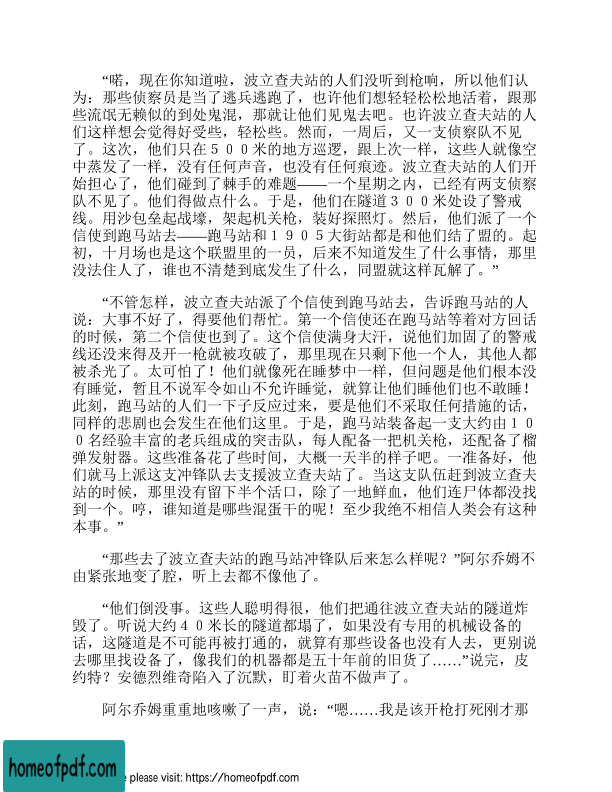 “喏，现在你知道啦，波立查夫站的人们没听到枪响，所以他们认
为：那些侦察员是当了逃兵逃跑了，也许他们想轻轻松松地活着，跟那
些流氓无赖似的到处鬼混，那就让他们见鬼去吧。也许波立查夫站的人
们这样想会觉得好受些，轻松些。然而，一周后，又一支侦察队不见
了。这次，他们只在５００米的地方巡逻，跟上次一样，这些人就像空
中蒸发了一样，没有任何声音，也没有任何痕迹。波立查夫站的人们开
始担心了，他们碰到了棘手的难题——一个星期之内，已经有两支侦察
队不见了。他们得做点什么。于是，他们在隧道３００米处设了警戒
线。用沙包垒起战壕，架起机关枪，装好探照灯。然后，他们派了一个
信使到跑马站去——跑马站和１９０５大街站都是和他们结了盟的。起
初，十月场也是这个联盟里的一员，后来不知道发生了什么事情，那里
没法住人了，谁也不清楚到底发生了什么，同盟就这样瓦解了。”
“不管怎样，波立查夫站派了个信使到跑马站去，告诉跑马站的人
说：大事不好了，得要他们帮忙。第一个信使还在跑马站等着对方回话
的时候，第二个信使也到了。这个信使满身大汗，说他们加固了的警戒
线还没来得及开一枪就被攻破了，那里现在只剩下他一个人，其他人都
被杀光了。太可怕了！他们就像死在睡梦中一样，但问题是他们根本没
有睡觉，暂且不说军令如山不允许睡觉，就算让他们睡他们也不敢睡！
此刻，跑马站的人们一下子反应过来，要是他们不采取任何措施的话，
同样的悲剧也会发生在他们这里。于是，跑马站装备起一支大约由１０
０名经验丰富的老兵组成的突击队，每人配备一把机关枪，还配备了榴
弹发射器。这些准备花了些时间，大概一天半的样子吧。一准备好，他
们就马上派这支冲锋队去支援波立查夫站了。当这支队伍赶到波立查夫
站的时候，那里没有留下半个活口，除了一地鲜血，他们连尸体都没找
到一个。哼，谁知道是哪些混蛋干的呢！至少我绝不相信人类会有这种
本事。”
“那些去了波立查夫站的跑马站冲锋队后来怎么样呢？”阿尔乔姆不
由紧张地变了腔，听上去都不像他了。
“他们倒没事。这些人聪明得很，他们把通往波立查夫站的隧道炸
毁了。听说大约４０米长的隧道都塌了，如果没有专用的机械设备的
话，这隧道是不可能再被打通的，就算有那些设备也没有人去，更别说
去哪里找设备了，像我们的机器都是五十年前的旧货了……”说完，皮
约特？安德烈维奇陷入了沉默，盯着火苗不做声了。
阿尔乔姆重重地咳嗽了一声，说：“嗯……我是该开枪打死刚才那
homeofpdf.com
e please visit: https://homeofpdf.com